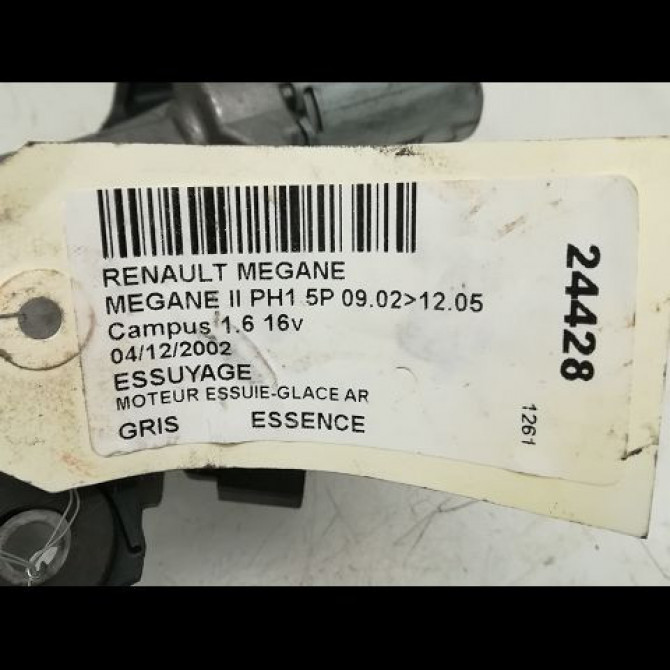 RENAULT MEGANE
MEGANE II PH1 5P 09.02>12.05
Campus 1.6 16v
04/12/2002
ESSUYAGE
MOTEUR ESSUIE-GLACE AR
GRIS ESSENCE
24428
1261